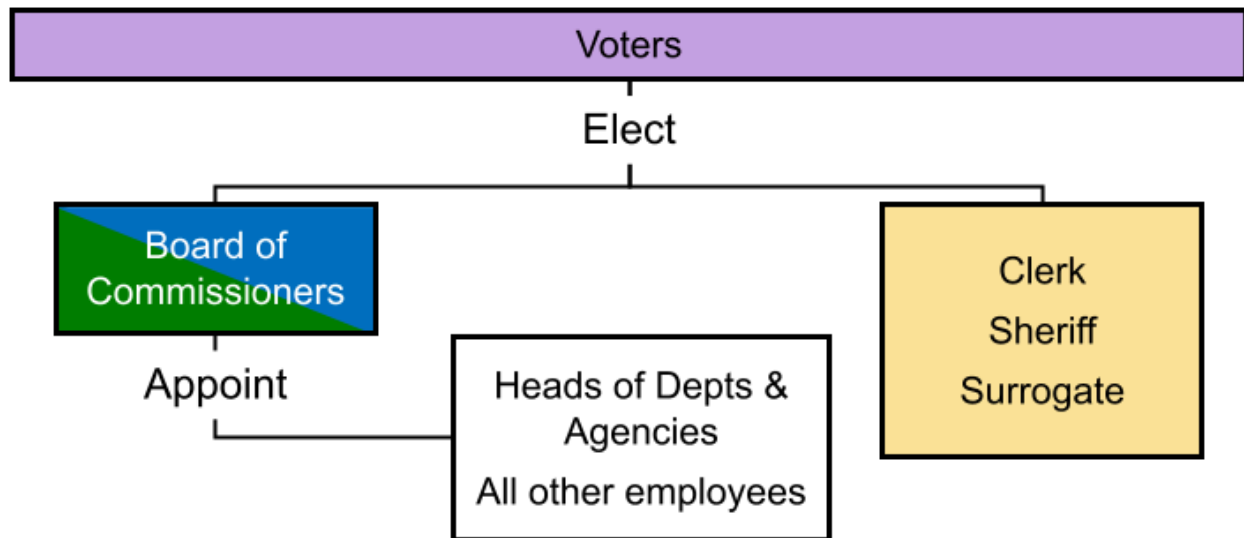 Voters
Elect
Board of
Commissioners
Appoint
Heads of Depts &
Agencies
All other employees
Clerk
Sheriff
Surrogate